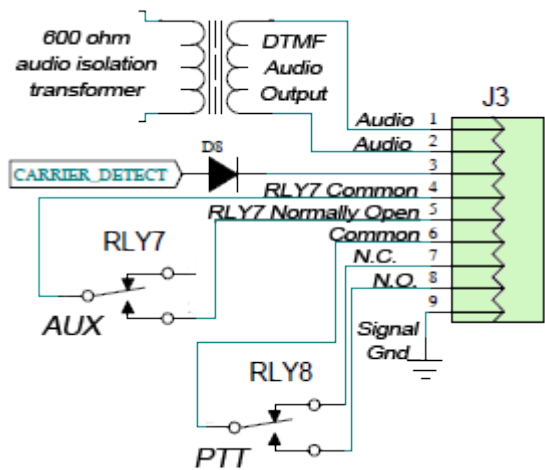 600 ohm
audio isolation
transformer
DTMF
Audio
Output
J3
Audio 1
Audio 2
D8
CARRIER_DETECT
3
RLY7 Common 4
RLY7 Normally Open 5
Common 6
N.C. 7
N.O. 8
9
RLY7
AUX
Signal
Gnd
RLY8
PTT